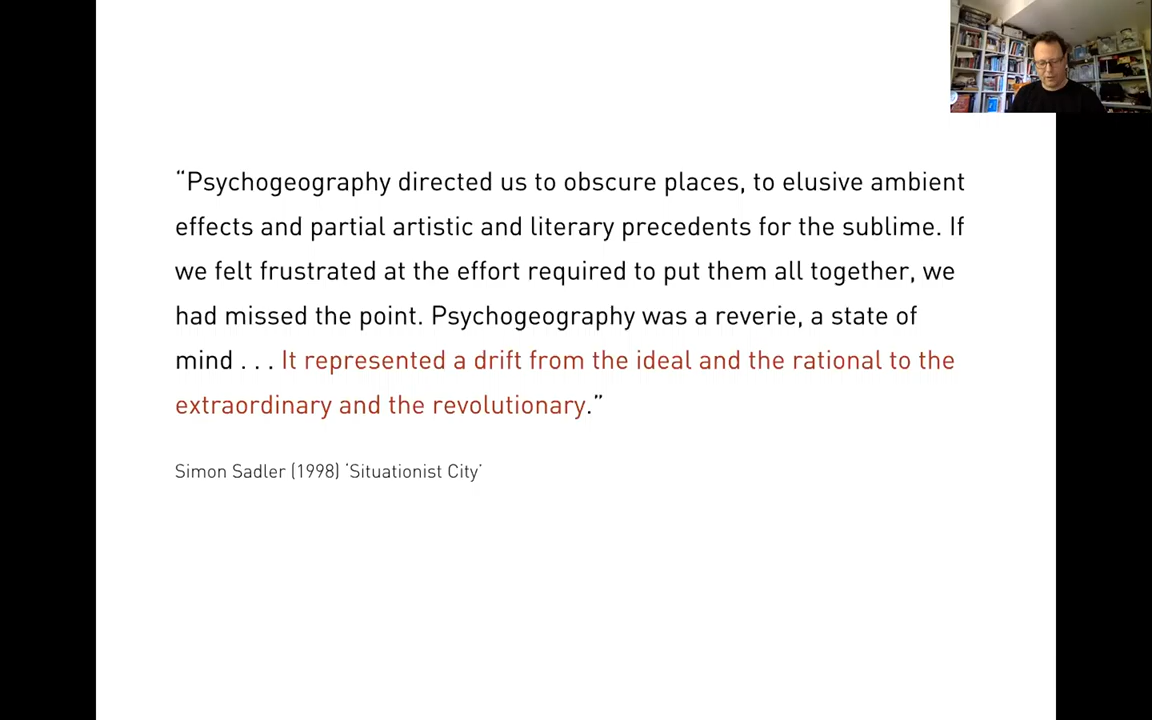 “Psychogeography directed us to obscure places, to elusive ambient
effects and partial artistic and literary precedents for the sublime. If
we felt frustrated at the effort required to put them all together, we
had missed the point. Psychogeography was a reverie, a state of
mind . . . It represented a drift from the ideal and the rational to the
extraordinary and the revolutionary.”
Simon Sadler (1998) ‘Situationist City’